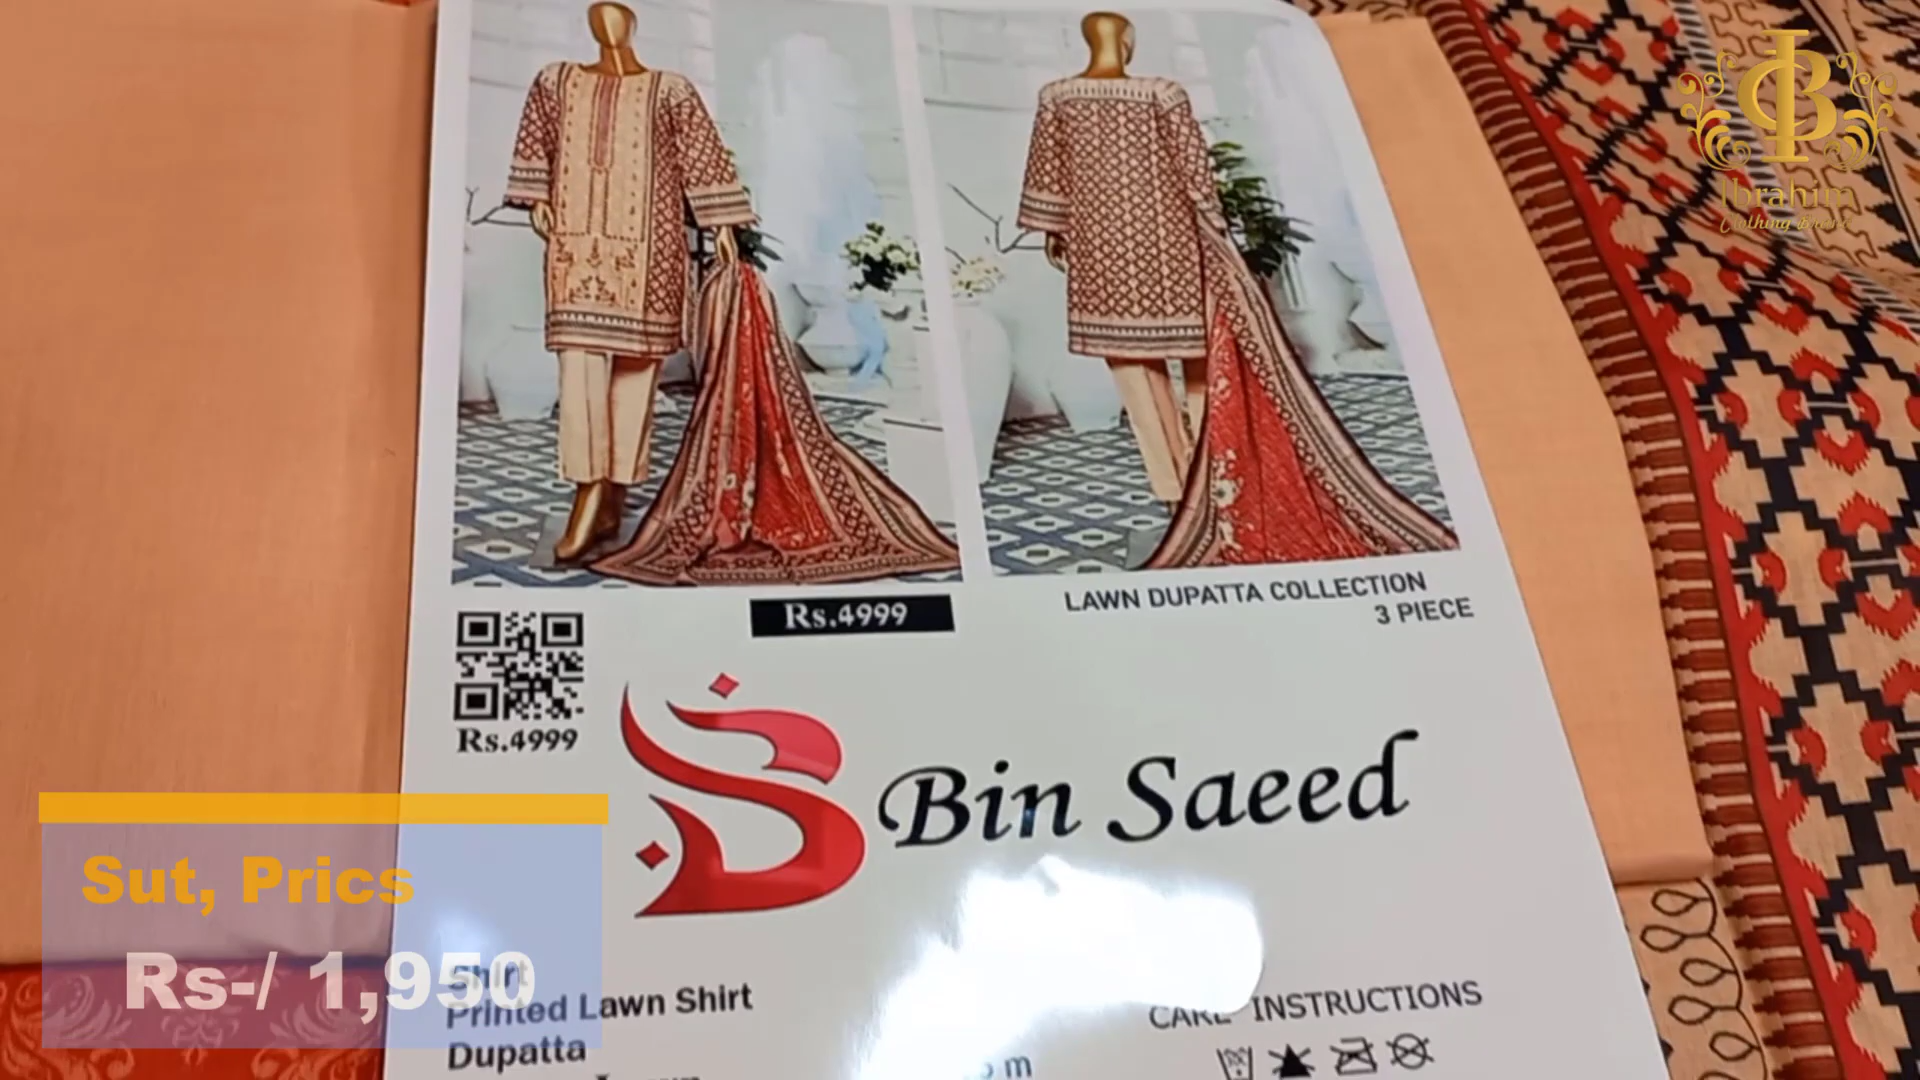 Ibrahim
Rs.4999
LAWN DUPATTA COLLECTION
3 PIECE
Rs.4999
Bin Saeed
Sut, Prics
Rs-/ 1,950
Shirt
Printed Lawn Shirt
Dupatta
CARE INSTRUCTIONS
m